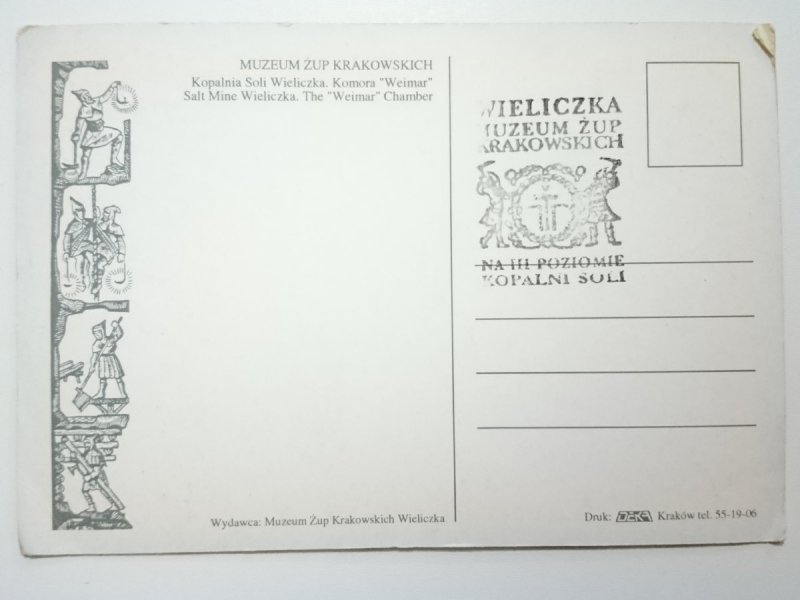 MUZEUM ŻUP KRAKOWSKICH
Kopalnia Soli Wieliczka. Komora "Weimar"
Salt Mine Wieliczka. The "Weimar" Chamber
WIELICZKA
MUZEUM ŻUP
KRAKOWSKICH
NA III POZIOMIE
KOPALNI SOLI
Wydawca: Muzeum Żup Krakowskich Wieliczka
Druk: DEKA Kraków tel. 55-19-06